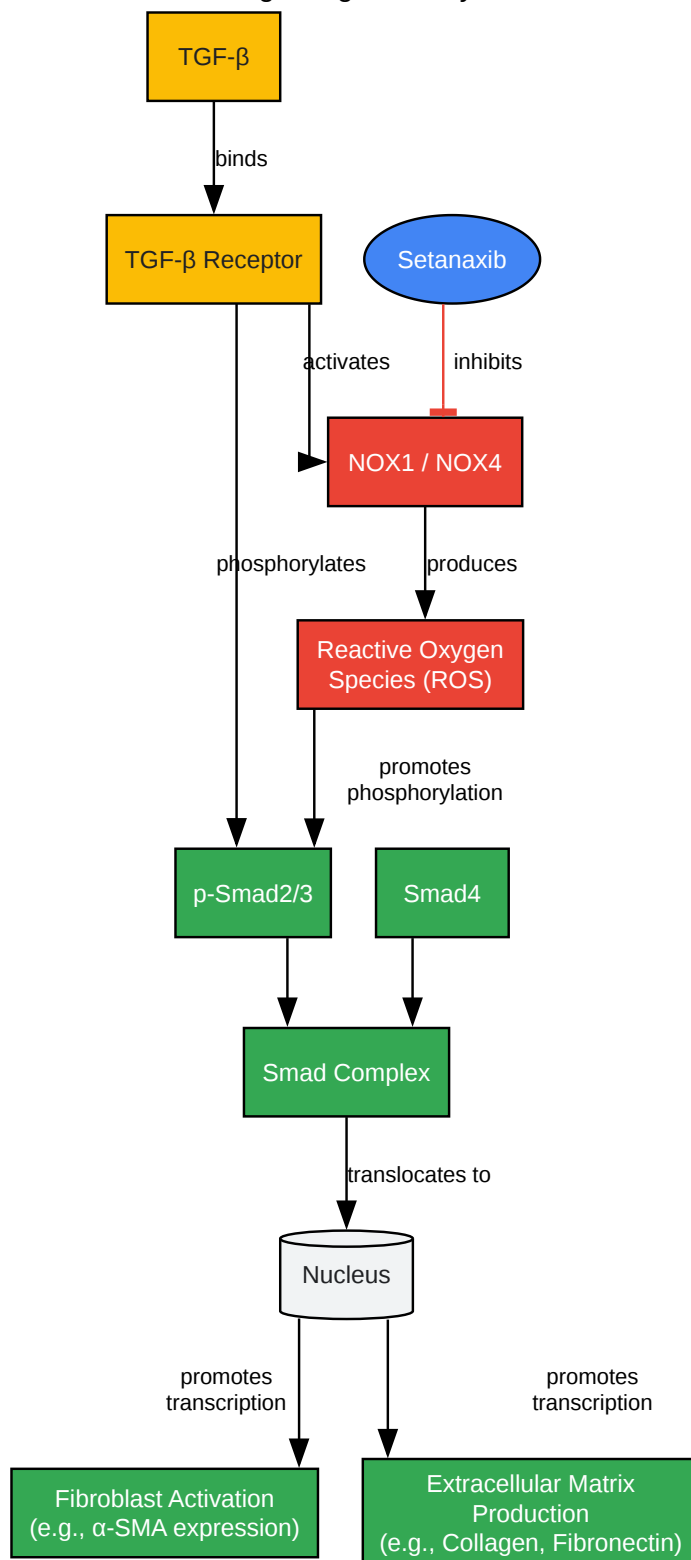 TGF-β
binds
TGF-β Receptor
Setanaxib
activates
inhibits
NOX1 / NOX4
phosphorylates
produces
Reactive Oxygen
Species (ROS)
promotes
phosphorylation
p-Smad2/3
Smad4
Smad Complex
translocates to
Nucleus
promotes
transcription
promotes
transcription
Fibroblast Activation
(e.g., α-SMA expression)
Extracellular Matrix
Production
(e.g., Collagen, Fibronectin)